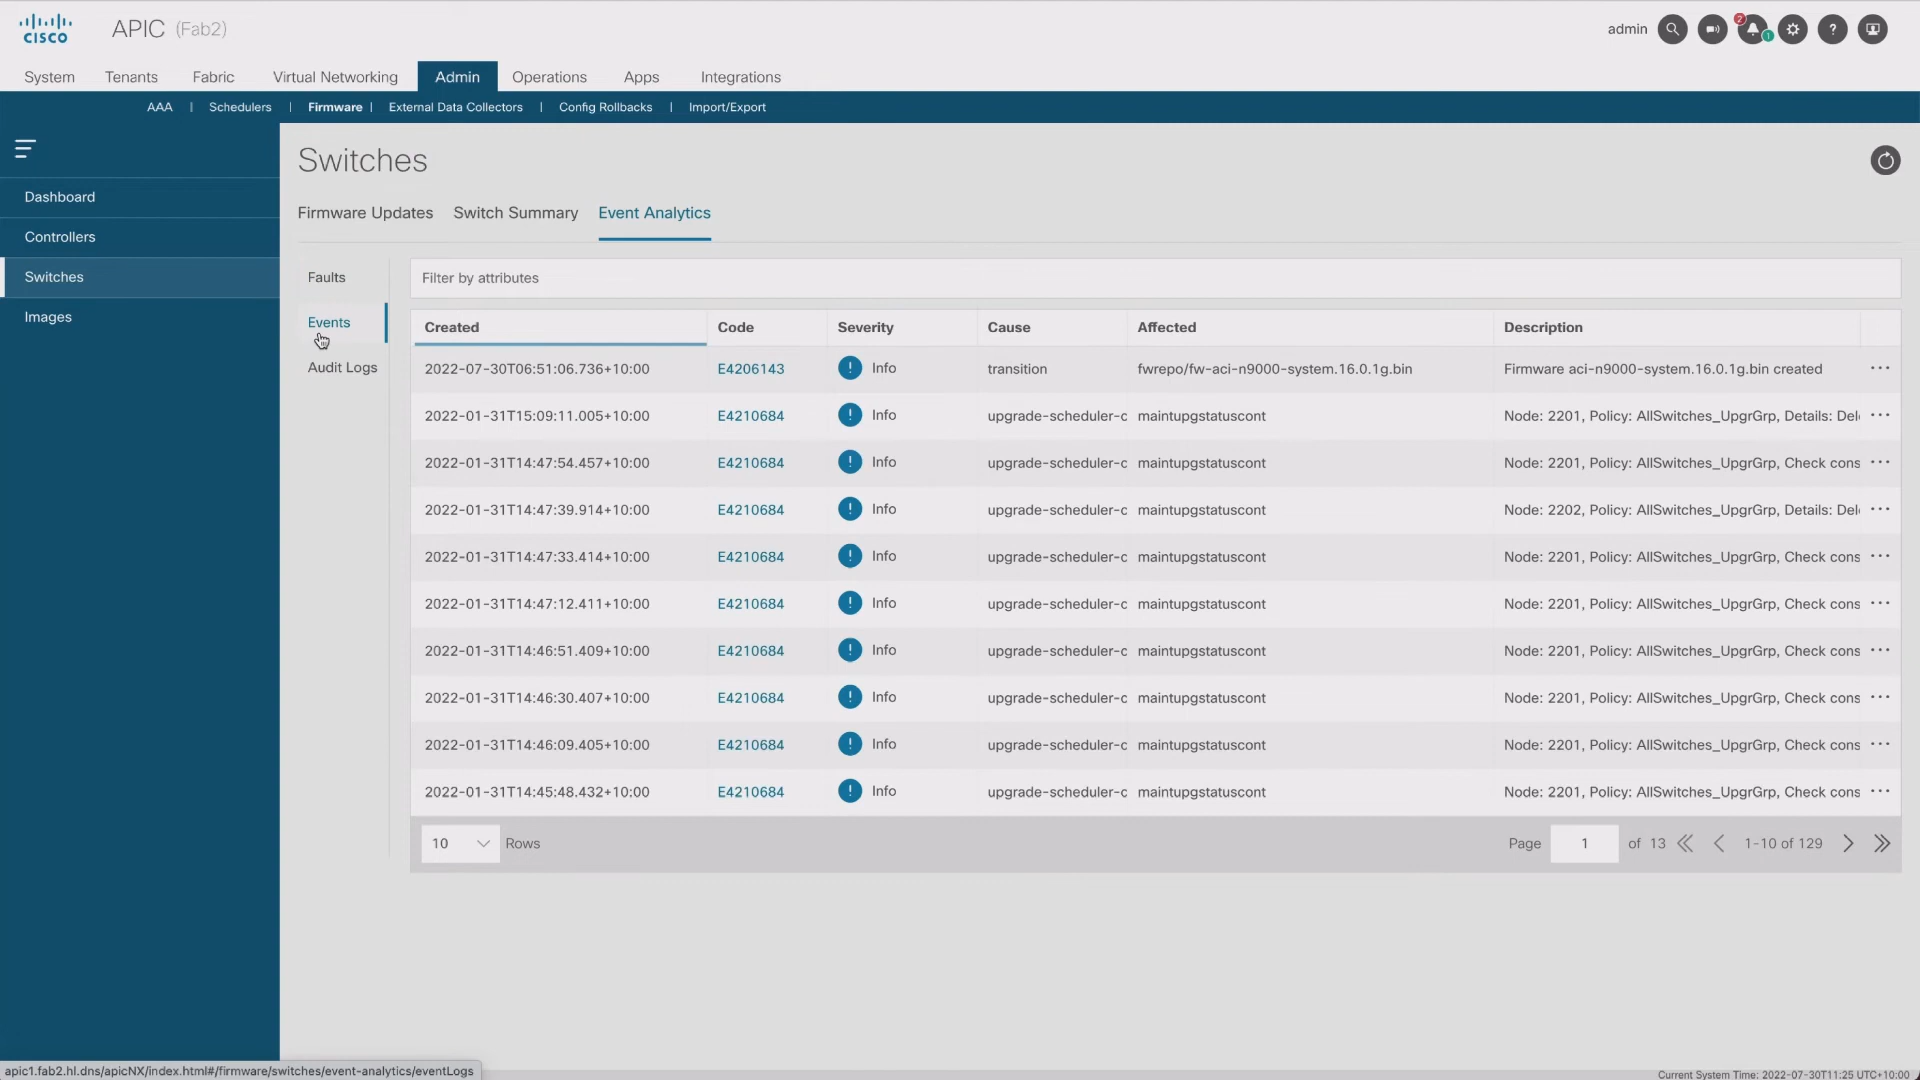 CISCO
APIC (Fab2)
admin
2
1
System Tenants Fabric Virtual Networking Admin Operations Apps Integrations
AAA | Schedulers | Firmware | External Data Collectors | Config Rollbacks | Import/Export
Dashboard
Controllers
Switches
Images
Switches
Firmware Updates Switch Summary Event Analytics
Faults
Events
Audit Logs
Filter by attributes
Created Code Severity Cause Affected Description
2022-07-30T06:51:06.736+10:00 E4206143 Info transition fwrepo/fw-aci-n9000-system.16.0.1g.bin Firmware aci-n9000-system.16.0.1g.bin created
2022-01-31T15:09:11.005+10:00 E4210684 Info upgrade-scheduler-c maintupgstatuscont Node: 2201, Policy: AllSwitches_UpgrGrp, Details: Del
2022-01-31T14:47:54.457+10:00 E4210684 Info upgrade-scheduler-c maintupgstatuscont Node: 2201, Policy: AllSwitches_UpgrGrp, Check cons
2022-01-31T14:47:39.914+10:00 E4210684 Info upgrade-scheduler-c maintupgstatuscont Node: 2202, Policy: AllSwitches_UpgrGrp, Details: Del
2022-01-31T14:47:33.414+10:00 E4210684 Info upgrade-scheduler-c maintupgstatuscont Node: 2201, Policy: AllSwitches_UpgrGrp, Check cons
2022-01-31T14:47:12.411+10:00 E4210684 Info upgrade-scheduler-c maintupgstatuscont Node: 2201, Policy: AllSwitches_UpgrGrp, Check cons
2022-01-31T14:46:51.409+10:00 E4210684 Info upgrade-scheduler-c maintupgstatuscont Node: 2201, Policy: AllSwitches_UpgrGrp, Check cons
2022-01-31T14:46:30.407+10:00 E4210684 Info upgrade-scheduler-c maintupgstatuscont Node: 2201, Policy: AllSwitches_UpgrGrp, Check cons
2022-01-31T14:46:09.405+10:00 E4210684 Info upgrade-scheduler-c maintupgstatuscont Node: 2201, Policy: AllSwitches_UpgrGrp, Check cons
2022-01-31T14:45:48.432+10:00 E4210684 Info upgrade-scheduler-c maintupgstatuscont Node: 2201, Policy: AllSwitches_UpgrGrp, Check cons
10 Rows Page 1 of 13 1-10 of 129
apic1.fab2.hl.dns/apicNX/index.html#/firmware/switches/event-analytics/eventLogs
Current System Time: 2022-07-30T11:25 UTC+10:00